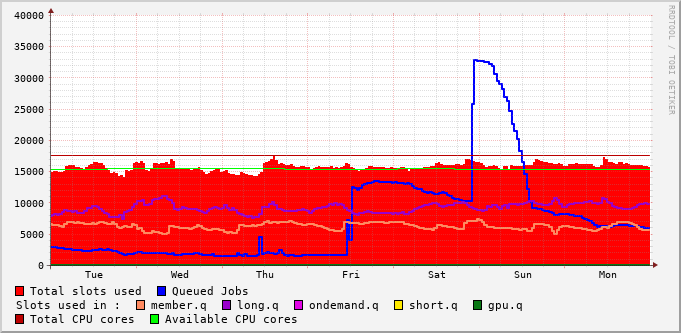 40000
35000
30000
25000
20000
15000
10000
5000
0
Tue Wed Thu Fri Sat Sun Mon
RRDTOOL / TOBI OETIKER
Total slots used Queued Jobs
Slots used in : member.q long.q ondemand.q short.q gpu.q
Total CPU cores Available CPU cores